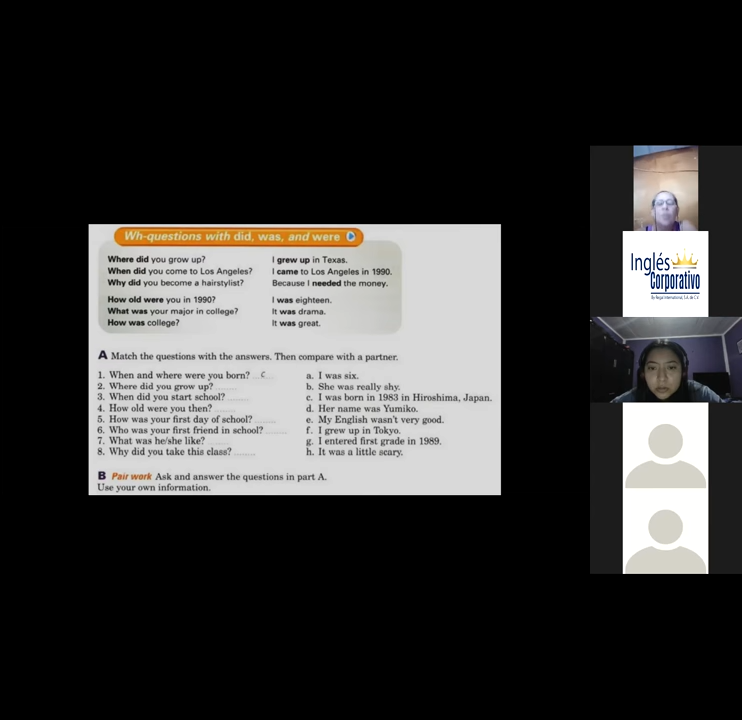 Wh-questions with did, was, and were
Where did you grow up? I grew up in Texas.
When did you come to Los Angeles? I came to Los Angeles in 1990.
Why did you become a hairstylist? Because I needed the money.
How old were you in 1990? I was eighteen.
What was your major in college? It was drama.
How was college? It was great.
A Match the questions with the answers. Then compare with a partner.
1. When and where were you born? c a. I was six.
2. Where did you grow up? b. She was really shy.
3. When did you start school? c. I was born in 1983 in Hiroshima, Japan.
4. How old were you then? d. Her name was Yumiko.
5. How was your first day of school? e. My English wasn't very good.
6. Who was your first friend in school? f. I grew up in Tokyo.
7. What was he/she like? g. I entered first grade in 1989.
8. Why did you take this class? h. It was a little scary.
B Pair work Ask and answer the questions in part A.
Use your own information.
Inglés
Corporativo